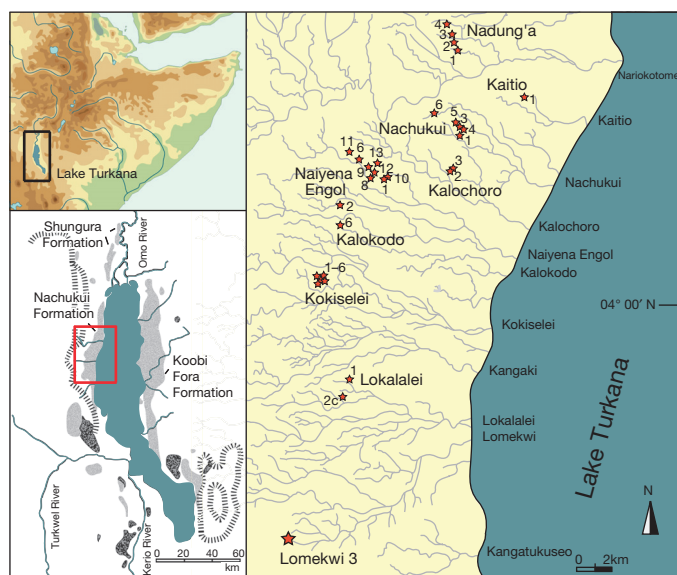 Lake Turkana
Shungura
Formation
Omo River
Nachukui
Formation
Koobi
Fora
Formation
Turkwel River
Kerio River
0 20 40 60
km
4
3
2
1
Nadung'a
Nariokotome
Kaitio
1
Kaitio
6
5
3
4
1
Nachukui
3
2
Kalochoro
Nachukui
11
6
13
12
9
8
10
1
Naiyena
Engol
2
6
Kalokodo
Kalochoro
Naiyena Engol
Kalokodo
1–6
Kokiselei
04° 00′ N
Kokiselei
Kangaki
1
Lokalalei
2c
Lokalalei
Lomekwi
Lake Turkana
N
Lomekwi 3
Kangatukuseo
0 2km